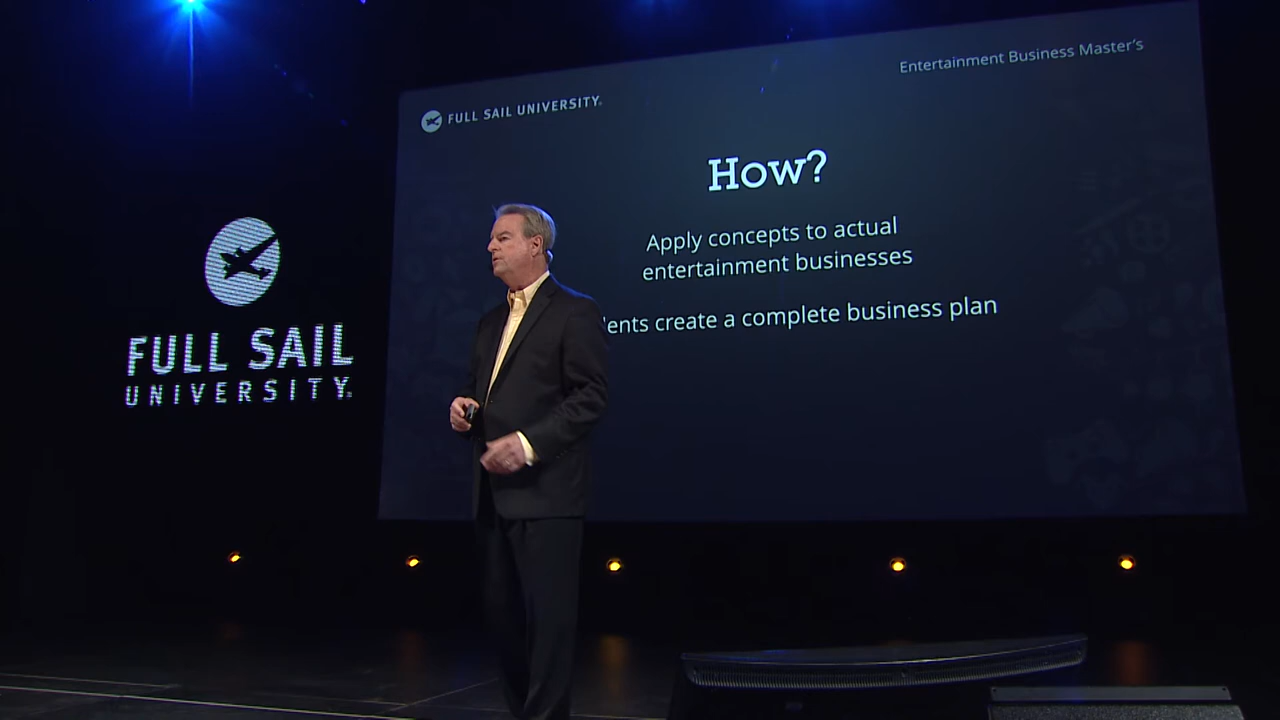 Entertainment Business Master's
FULL SAIL UNIVERSITY
How?
Apply concepts to actual
entertainment businesses
create a complete business plan
FULL SAIL
UNIVERSITY